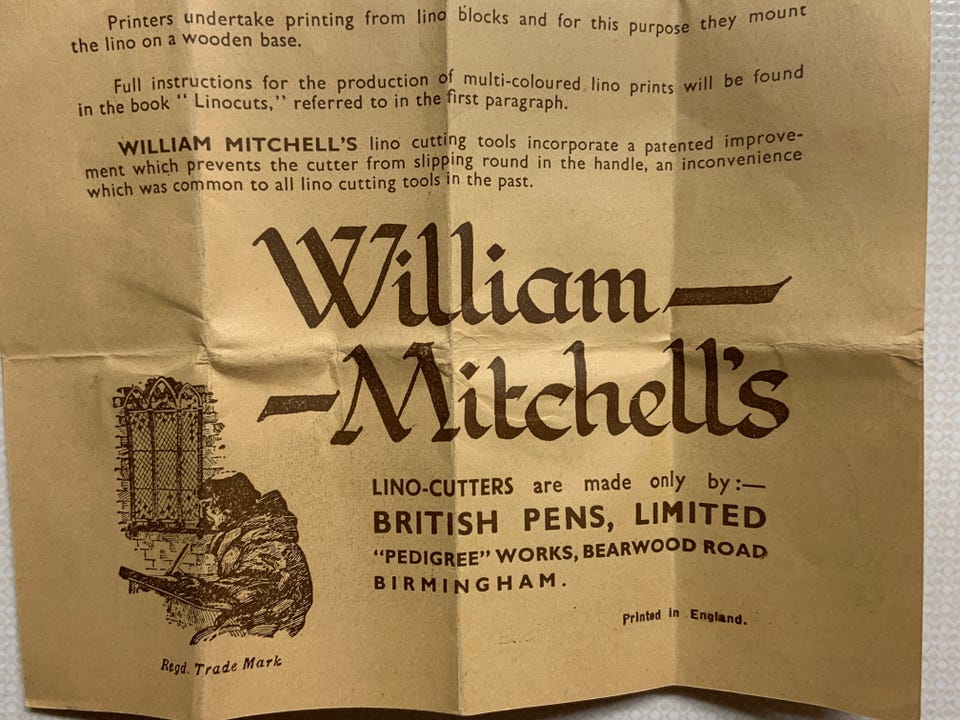 Printers undertake printing from lino blocks and for this purpose they mount
the lino on a wooden base.
Full instructions for the production of multi-coloured lino prints will be found
in the book “ Linocuts,” referred to in the first paragraph.
WILLIAM MITCHELL'S lino cutting tools incorporate a patented improve-
ment which prevents the cutter from slipping round in the handle, an inconvenience
which was common to all lino cutting tools in the past.
William—
—Mitchell's
LINO-CUTTERS are made only by:—
BRITISH PENS, LIMITED
“PEDIGREE” WORKS, BEARWOOD ROAD
BIRMINGHAM.
Printed in England.
Regd. Trade Mark